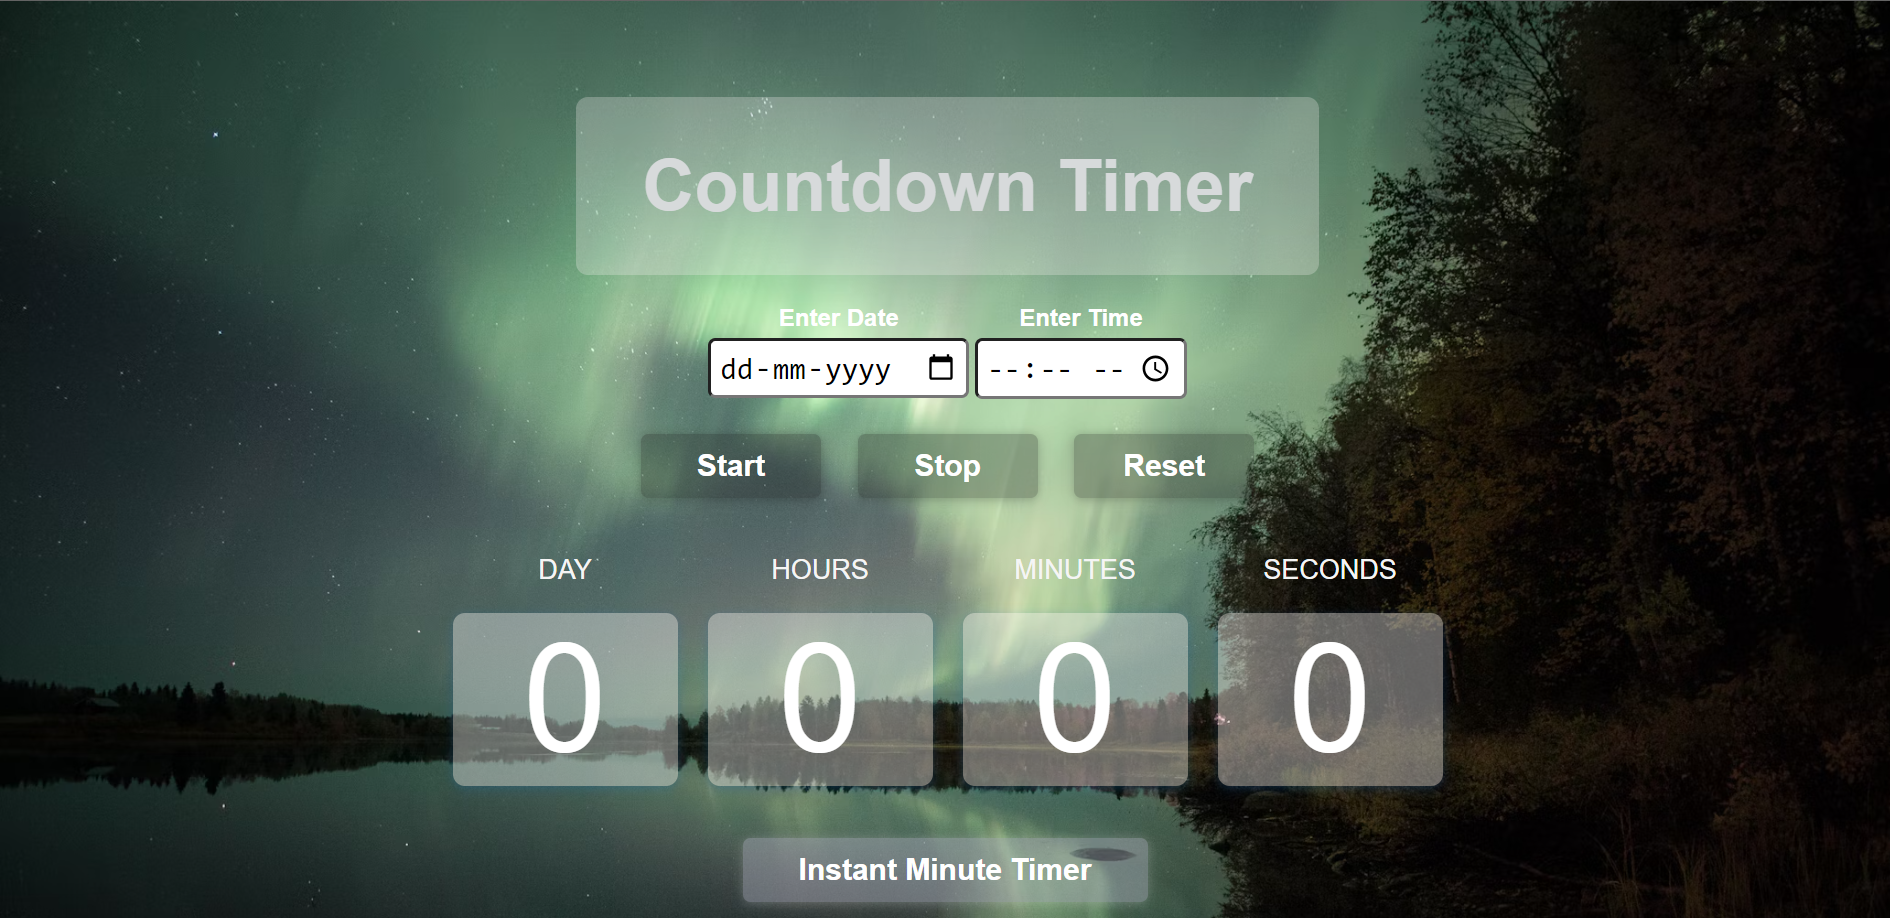 Countdown Timer
Enter Date Enter Time
dd-mm-yyyy --:-- --
Start Stop Reset
DAY HOURS MINUTES SECONDS
0 0 0 0
Instant Minute Timer